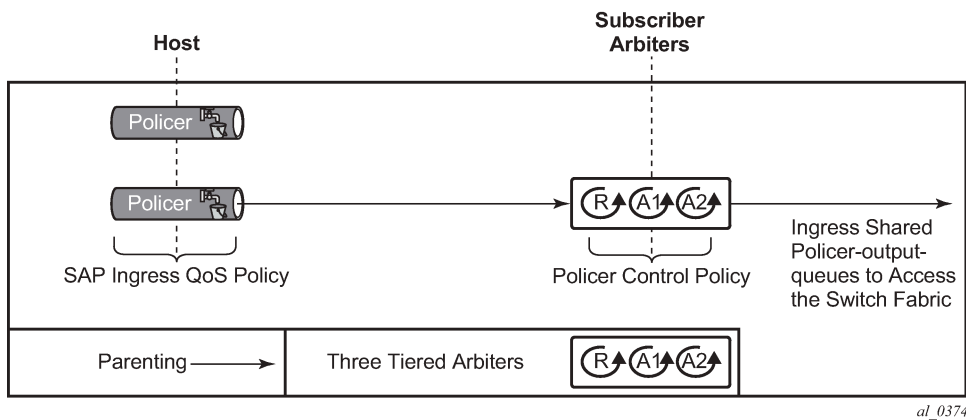 Host
Subscriber
Arbiters
Policer
Policer
R A1 A2
SAP Ingress QoS Policy
Policer Control Policy
Ingress Shared
Policer-output-
queues to Access
the Switch Fabric
Parenting
Three Tiered Arbiters
R A1 A2
al_0374